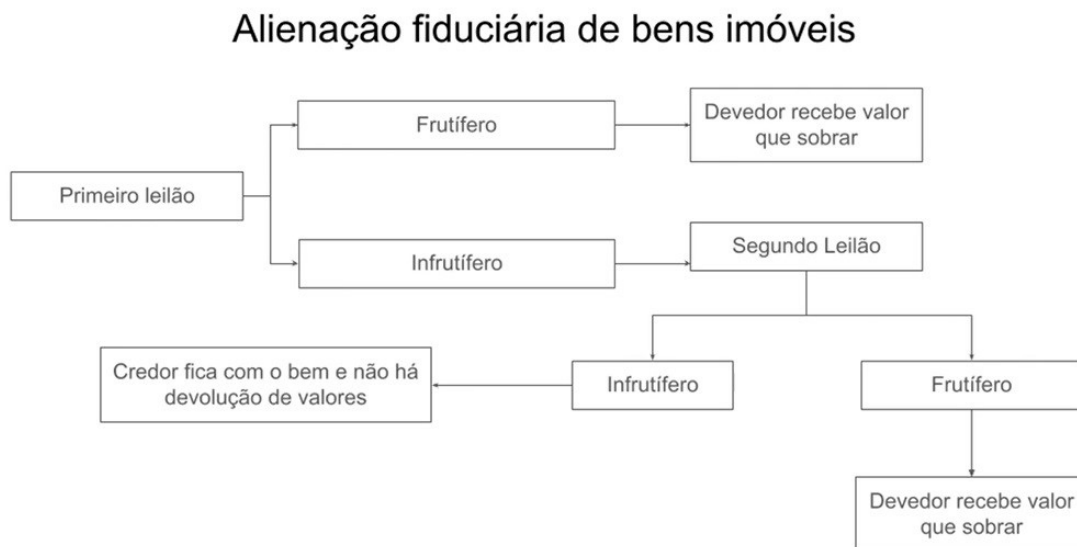 Alienação fiduciária de bens imóveis
Frutífero
Devedor recebe valor
que sobrar
Primeiro leilão
Infrutífero
Segundo Leilão
Credor fica com o bem e não há
devolução de valores
Infrutífero
Frutífero
Devedor recebe valor
que sobrar